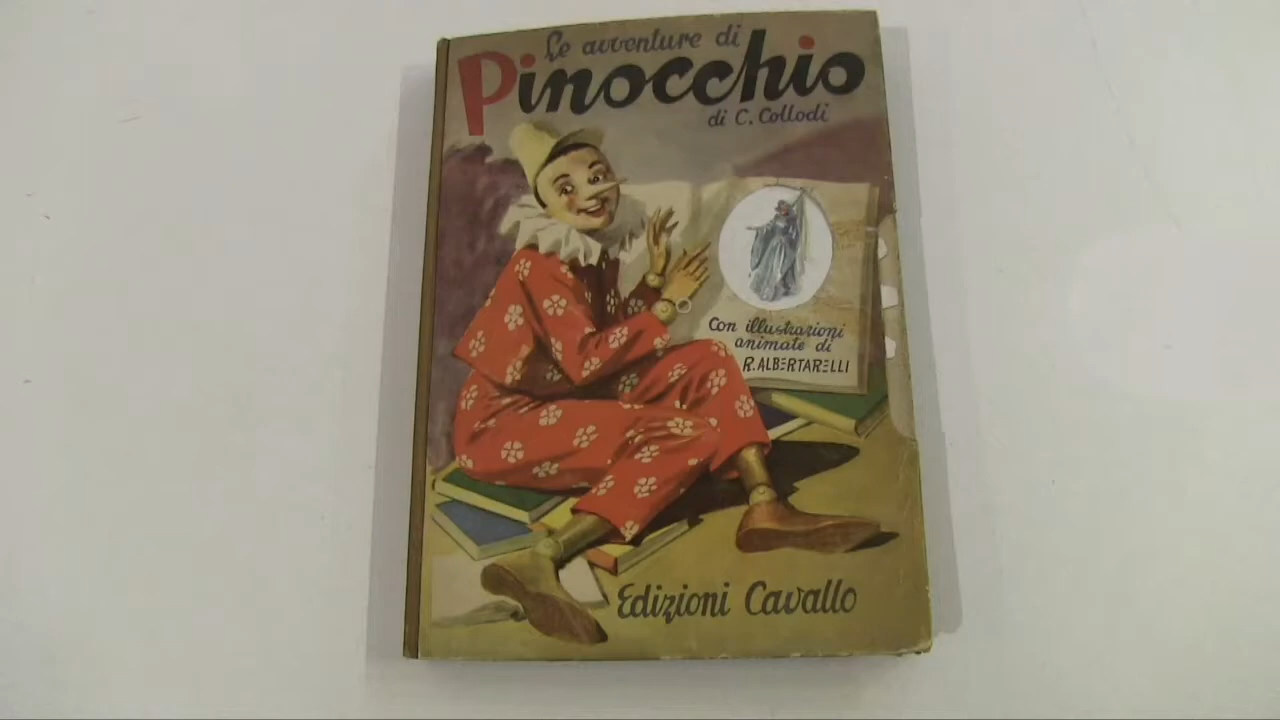 Le avventure di
Pinocchio
di C. Collodi
Con illustrazioni
animate di
R. ALBERTARELLI
Edizioni Cavallo